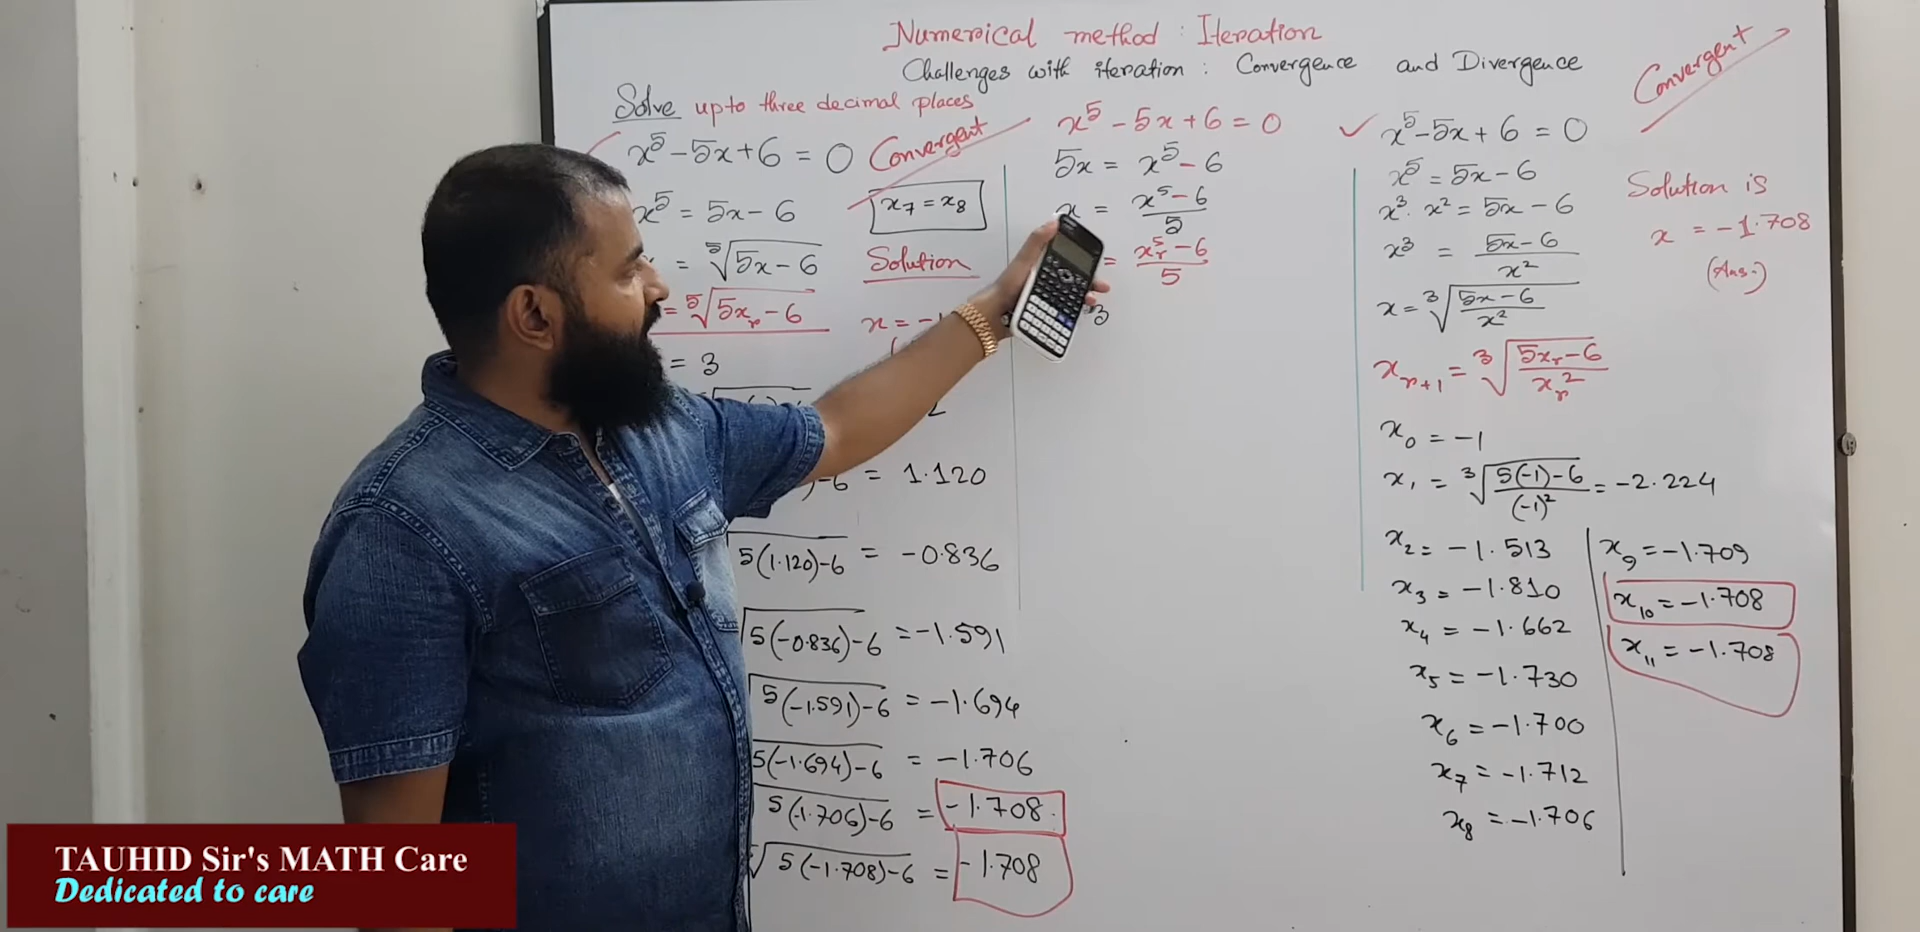 Numerical method : Iteration
Challenges with iteration : Convergence and Divergence
Solve upto three decimal places
x⁵ - 5x + 6 = 0 Convergent
x⁵ = 5x - 6
x₇ = x₈
= ⁵√(5x - 6)
Solution
= ⁵√(5xᵣ - 6)
x = -1
= 3
)-6 = 1.120
5(1.120)-6 = -0.836
5(-0.836)-6 = -1.591
5(-1.591)-6 = -1.694
5(-1.694)-6 = -1.706
5(-1.706)-6 = -1.708
√5(-1.708)-6 = -1.708
x⁵ - 5x + 6 = 0
5x = x⁵ - 6
x = (x⁵ - 6)/5
= (xᵣ⁵ - 6)/5
3
✓ x⁵ - 5x + 6 = 0
x⁵ = 5x - 6
x³. x² = 5x - 6
x³ = (5x - 6)/x²
x = ³√((5x - 6)/x²)
xᵣ₊₁ = ³√((5xᵣ - 6)/xᵣ²)
x₀ = -1
x₁ = ³√((5(-1)-6)/(-1)²) = -2.224
x₂ = -1.513
x₃ = -1.810
x₄ = -1.662
x₅ = -1.730
x₆ = -1.700
x₇ = -1.712
x₈ = -1.706
x₉ = -1.709
x₁₀ = -1.708
x₁₁ = -1.708
Convergent
Solution is
x = -1.708
(Ans.)
TAUHID Sir's MATH Care
Dedicated to care